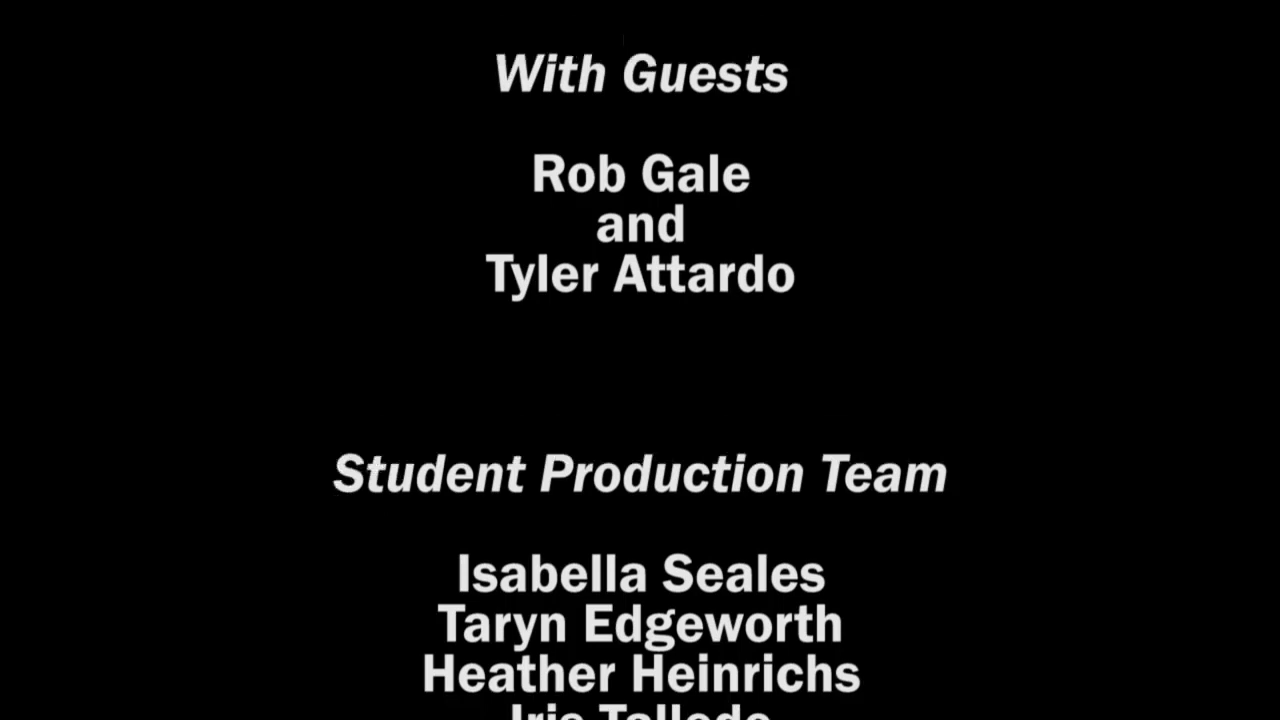 With Guests
Rob Gale
and
Tyler Attardo
Student Production Team
Isabella Seales
Taryn Edgeworth
Heather Heinrichs